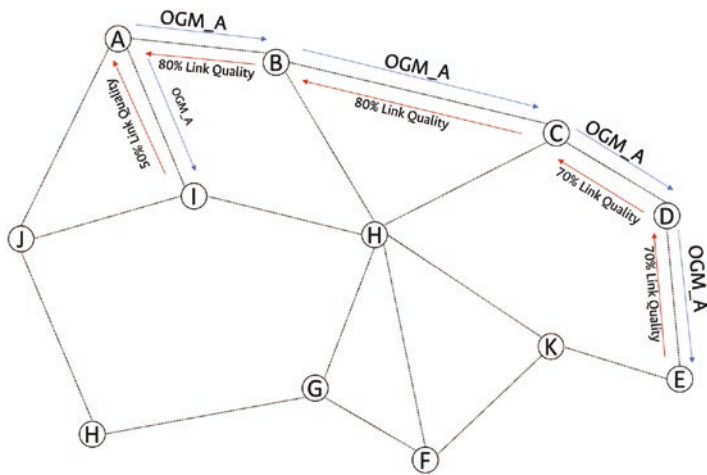 OGM_A
A
B
80% Link Quality
OGM_A
80% Link Quality
50% Link Quality
OGM_A
C
OGM_A
70% Link Quality
I
D
J
H
70% Link Quality
OGM_A
K
E
G
H
F